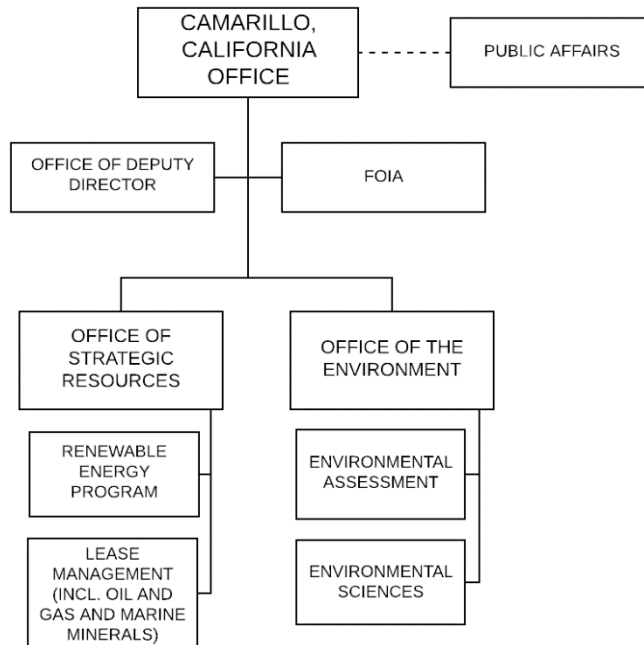 CAMARILLO,
CALIFORNIA
OFFICE
PUBLIC AFFAIRS
OFFICE OF DEPUTY
DIRECTOR
FOIA
OFFICE OF
STRATEGIC
RESOURCES
OFFICE OF THE
ENVIRONMENT
RENEWABLE
ENERGY
PROGRAM
ENVIRONMENTAL
ASSESSMENT
LEASE
MANAGEMENT
(INCL. OIL AND
GAS AND MARINE
MINERALS)
ENVIRONMENTAL
SCIENCES